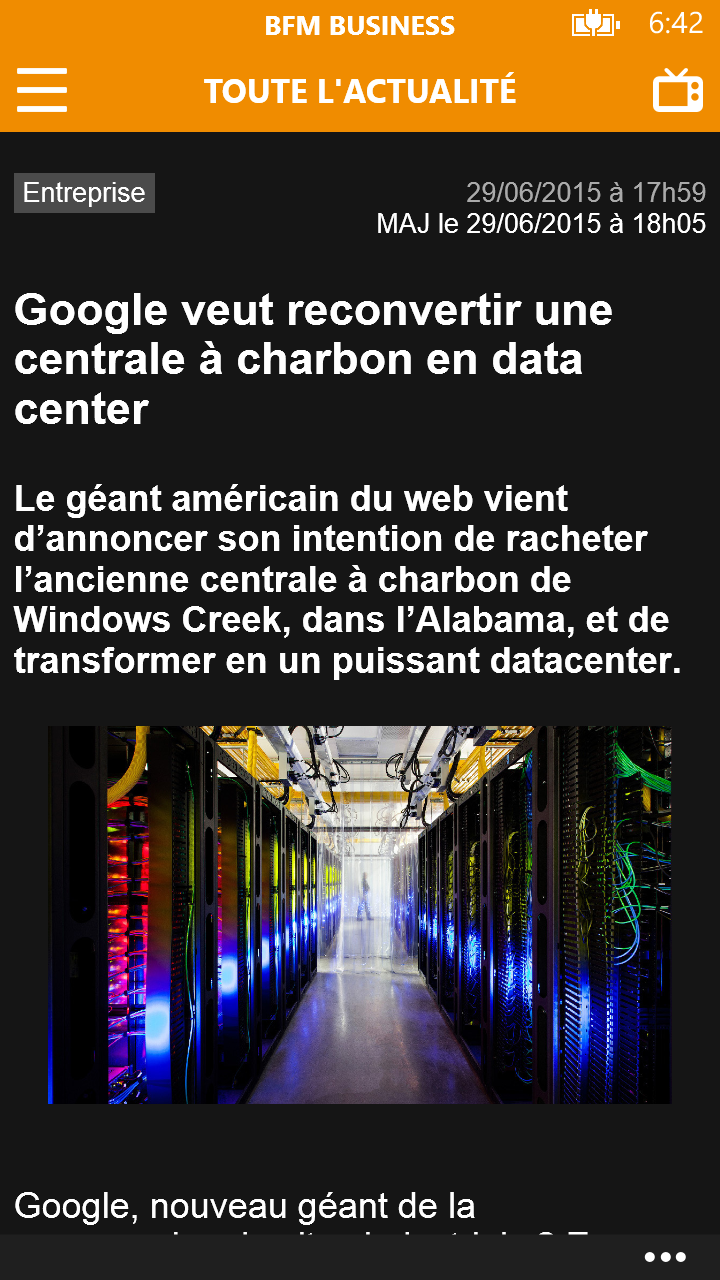 BFM BUSINESS
6:42
TOUTE L'ACTUALITÉ
Entreprise
29/06/2015 à 17h59
MAJ le 29/06/2015 à 18h05
Google veut reconvertir une
centrale à charbon en data
center
Le géant américain du web vient
d’annoncer son intention de racheter
l’ancienne centrale à charbon de
Windows Creek, dans l’Alabama, et de
transformer en un puissant datacenter.
Google, nouveau géant de la